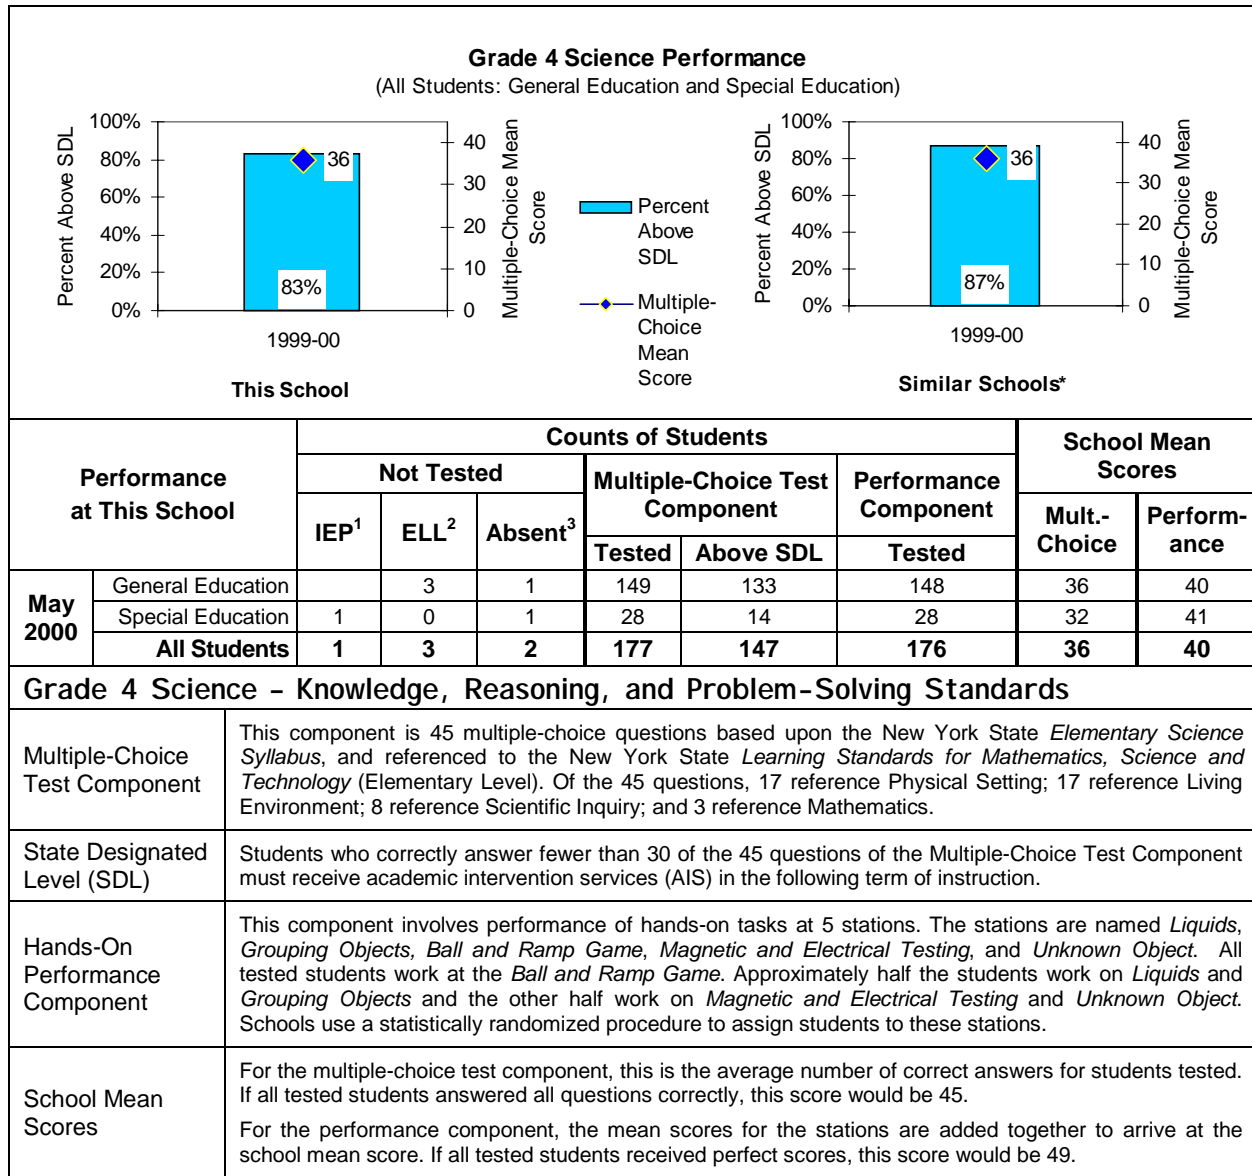 Grade 4 Science Performance
(All Students: General Education and Special Education)
Percent Above SDL
100%
80%
60%
40%
20%
0%
36
83%
40
30
20
10
0
Multiple-Choice Mean
Score
1999-00
This School
Percent
Above
SDL
Multiple-
Choice
Mean
Score
Percent Above SDL
100%
80%
60%
40%
20%
0%
36
87%
40
30
20
10
0
Multiple-Choice Mean
Score
1999-00
Similar Schools*
Performance
at This School
Counts of Students
School Mean
Scores
Not Tested
Multiple-Choice Test
Component
Performance
Component
IEP1 ELL2 Absent3
Tested Above SDL Tested
Mult.-
Choice
Perform-
ance
May
2000
General Education 3 1 149 133 148 36 40
Special Education 1 0 1 28 14 28 32 41
All Students 1 3 2 177 147 176 36 40
Grade 4 Science – Knowledge, Reasoning, and Problem-Solving Standards
Multiple-Choice
Test Component
This component is 45 multiple-choice questions based upon the New York State Elementary Science
Syllabus, and referenced to the New York State Learning Standards for Mathematics, Science and
Technology (Elementary Level). Of the 45 questions, 17 reference Physical Setting; 17 reference Living
Environment; 8 reference Scientific Inquiry; and 3 reference Mathematics.
State Designated
Level (SDL)
Students who correctly answer fewer than 30 of the 45 questions of the Multiple-Choice Test Component
must receive academic intervention services (AIS) in the following term of instruction.
Hands-On
Performance
Component
This component involves performance of hands-on tasks at 5 stations. The stations are named Liquids,
Grouping Objects, Ball and Ramp Game, Magnetic and Electrical Testing, and Unknown Object. All
tested students work at the Ball and Ramp Game. Approximately half the students work on Liquids and
Grouping Objects and the other half work on Magnetic and Electrical Testing and Unknown Object.
Schools use a statistically randomized procedure to assign students to these stations.
School Mean
Scores
For the multiple-choice test component, this is the average number of correct answers for students tested.
If all tested students answered all questions correctly, this score would be 45.
For the performance component, the mean scores for the stations are added together to arrive at the
school mean score. If all tested students received perfect scores, this score would be 49.